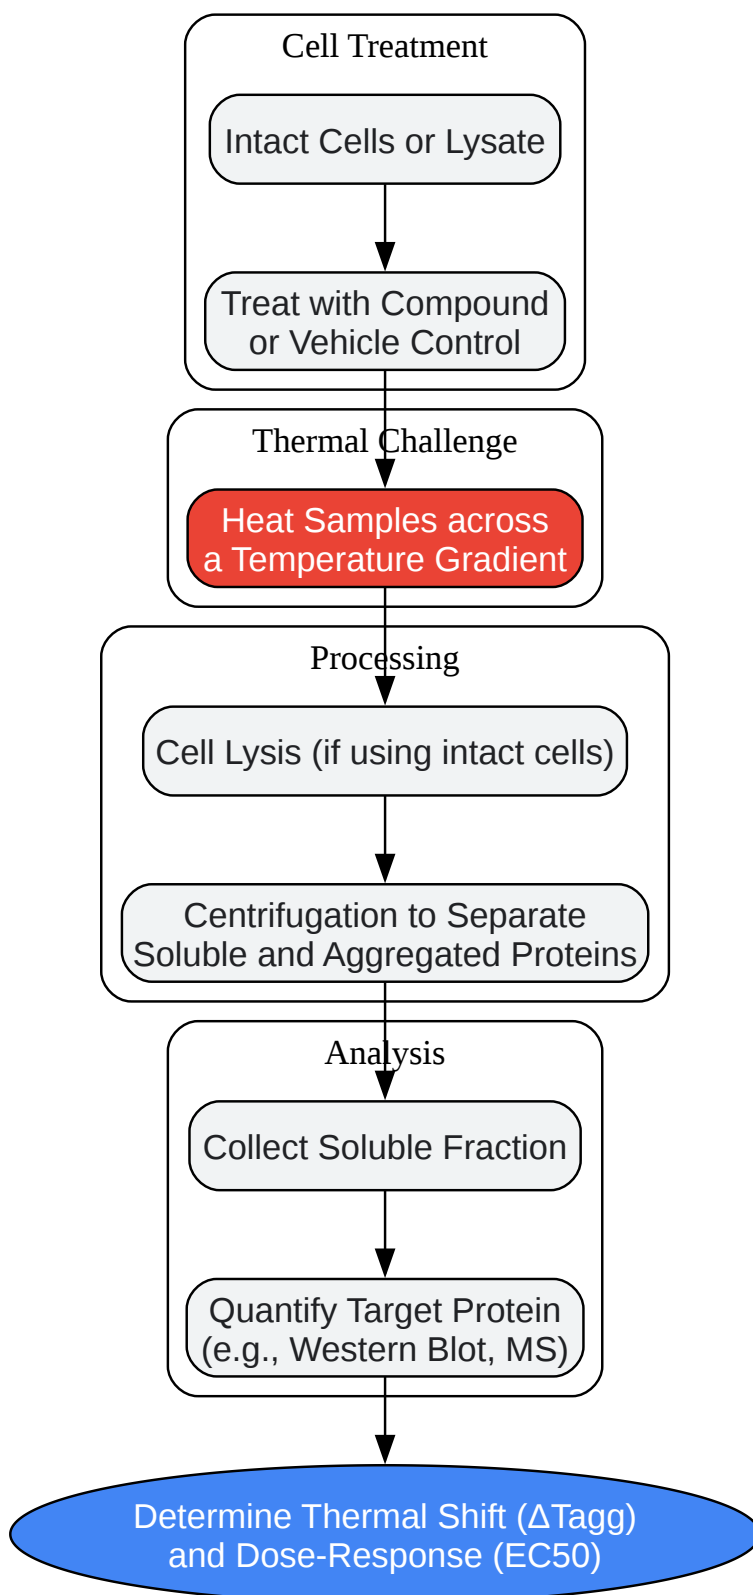 Cell Treatment
Intact Cells or Lysate
Treat with Compound
or Vehicle Control
Thermal Challenge
Heat Samples across
a Temperature Gradient
Processing
Cell Lysis (if using intact cells)
Centrifugation to Separate
Soluble and Aggregated Proteins
Analysis
Collect Soluble Fraction
Quantify Target Protein
(e.g., Western Blot, MS)
Determine Thermal Shift (ΔTagg)
and Dose-Response (EC50)